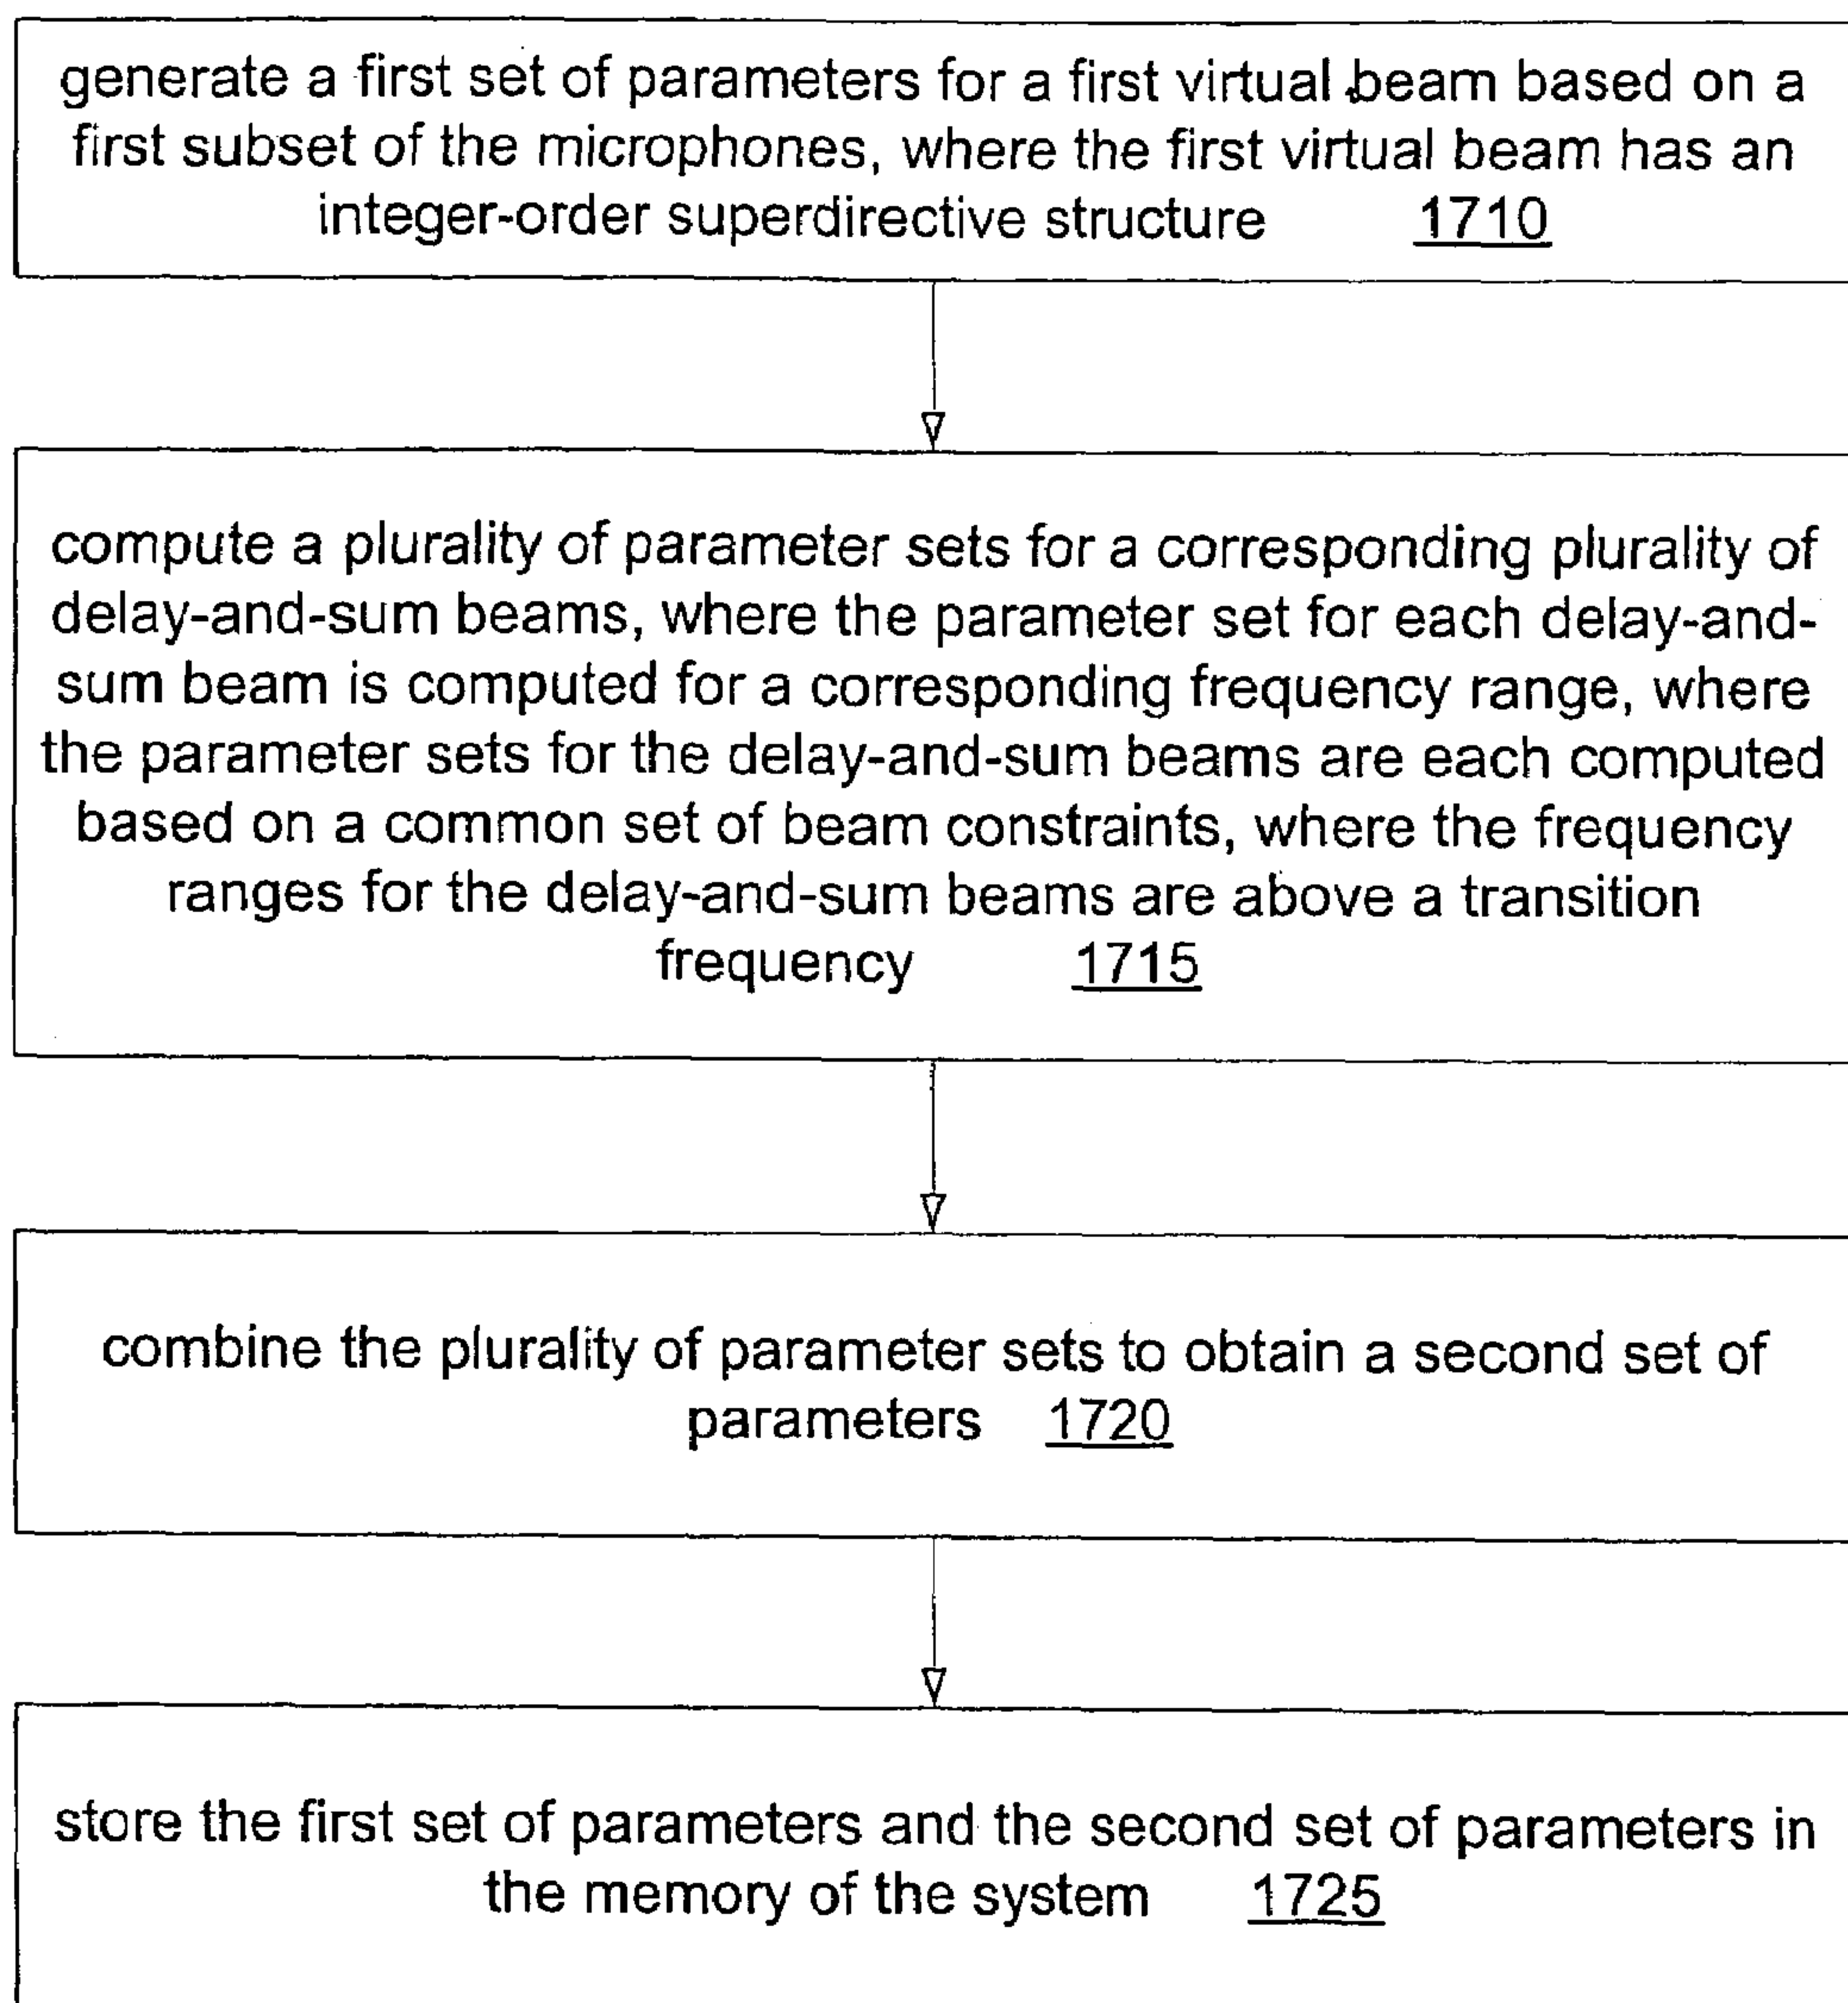 generate a first set of parameters for a first virtual beam based on a
first subset of the microphones, where the first virtual beam has an
integer-order superdirective structure 1710
compute a plurality of parameter sets for a corresponding plurality of
delay-and-sum beams, where the parameter set for each delay-and-
sum beam is computed for a corresponding frequency range, where
the parameter sets for the delay-and-sum beams are each computed
based on a common set of beam constraints, where the frequency
ranges for the delay-and-sum beams are above a transition
frequency 1715
combine the plurality of parameter sets to obtain a second set of
parameters 1720
store the first set of parameters and the second set of parameters in
the memory of the system 1725